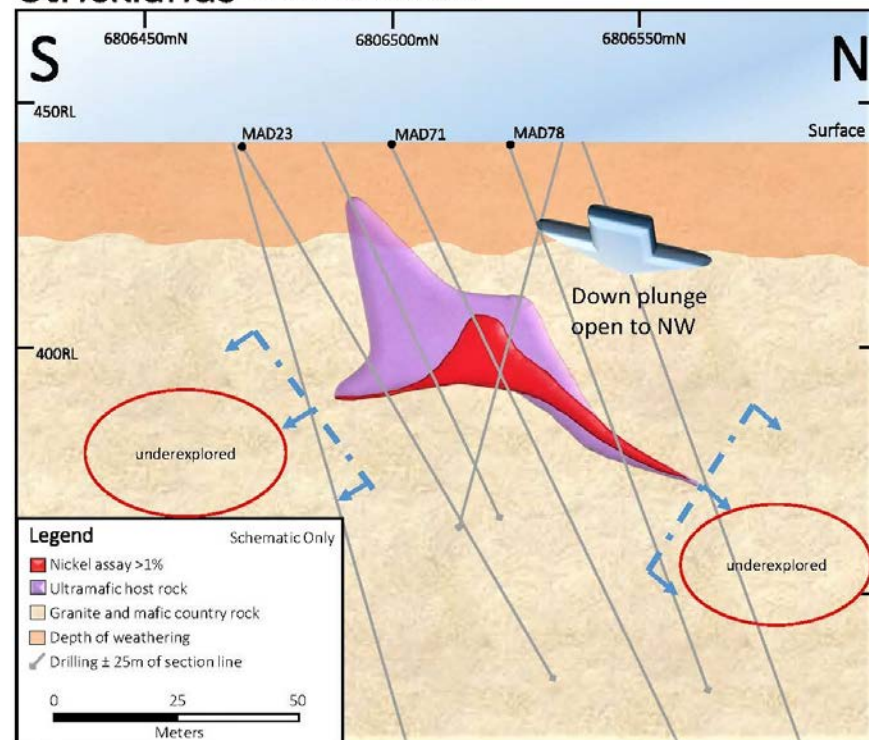 6806450mN
6806500mN
6806550mN
S
N
450RL
MAD23
MAD71
MAD78
Surface
Down plunge
open to NW
400RL
underexplored
underexplored
Legend
Schematic Only
Nickel assay >1%
Ultramafic host rock
Granite and mafic country rock
Depth of weathering
Drilling ± 25m of section line
0
25
50
Meters